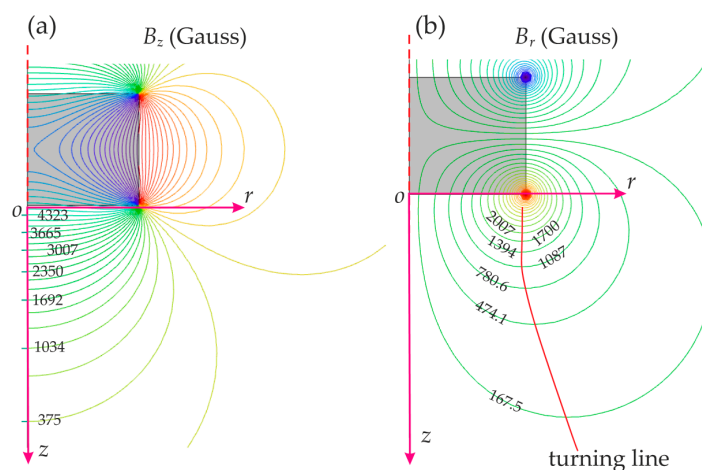 (a)
B_z (Gauss)
o
r
4323
3665
3007
2350
1692
1034
375
z
(b)
B_r (Gauss)
o
r
2007
1700
1394
1087
780.6
474.1
167.5
z
turning line